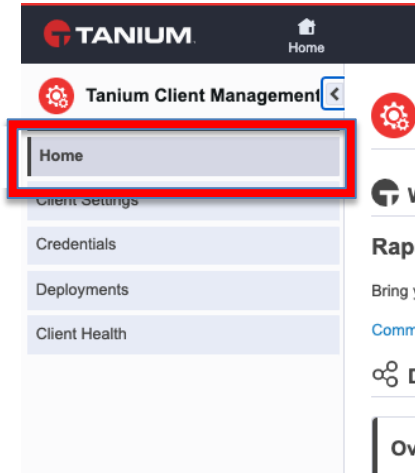 TANIUM
Home
Tanium Client Management
Home
Client Settings
Credentials
Deployments
Client Health
Rap
Bring
Comm
Ov